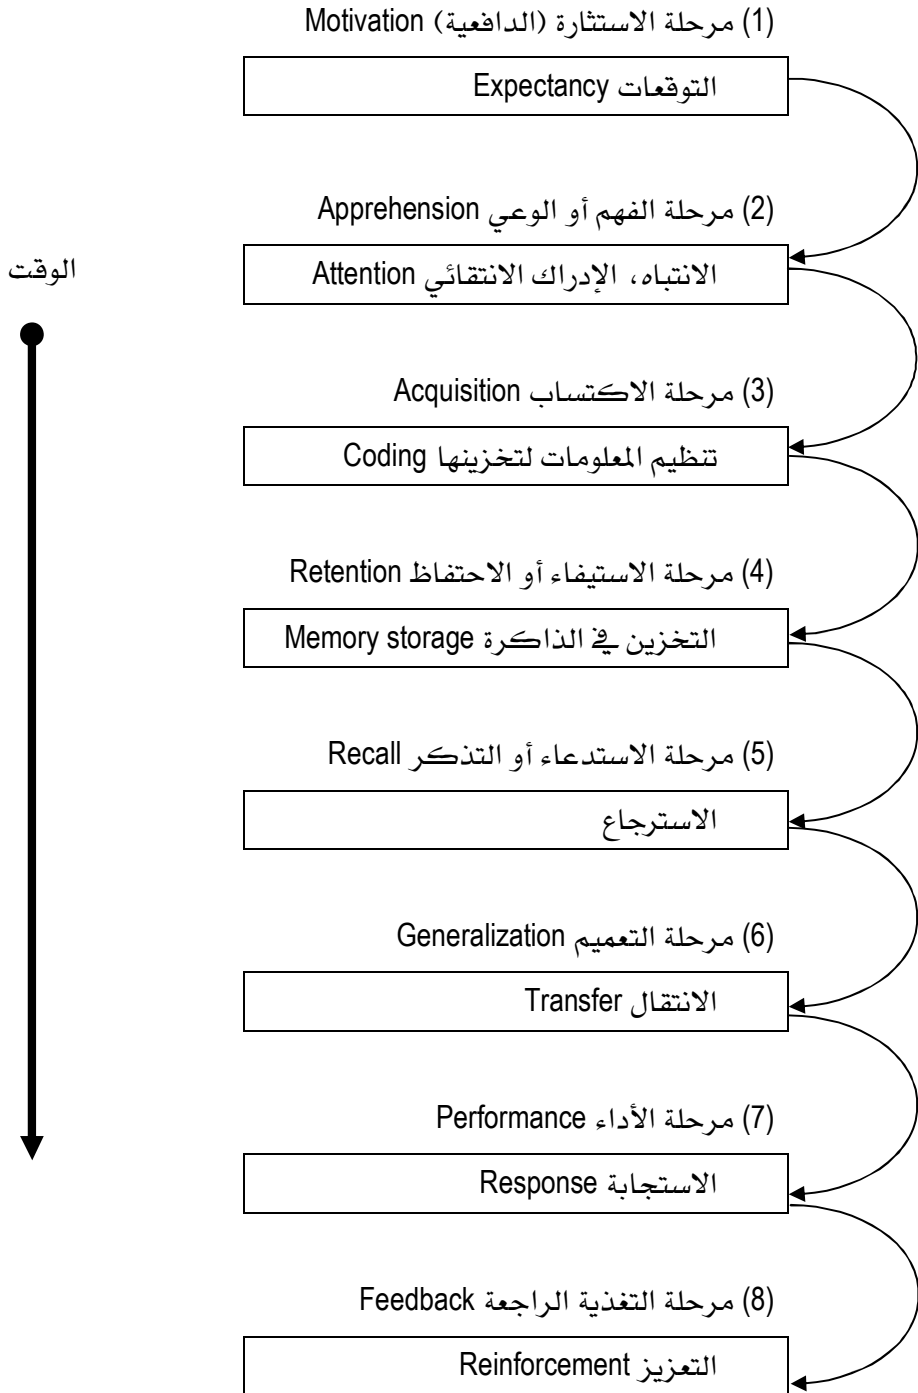 (1) مرحلة الاستثارة (الدافعية) Motivation
التوقعات Expectancy
(2) مرحلة الفهم أو الوعي Apprehension
الوقت
الانتباه، الإدراك الانتقائي Attention
(3) مرحلة الاكتساب Acquisition
تنظيم المعلومات لتخزينها Coding
(4) مرحلة الاستيفاء أو الاحتفاظ Retention
التخزين في الذاكرة Memory storage
(5) مرحلة الاستدعاء أو التذكر Recall
الاسترجاع
(6) مرحلة التعميم Generalization
الانتقال Transfer
(7) مرحلة الأداء Performance
الاستجابة Response
(8) مرحلة التغذية الراجعة Feedback
التعزيز Reinforcement